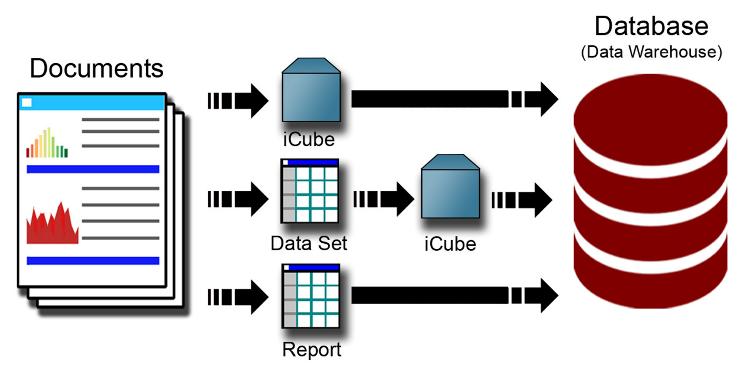 Documents
iCube
Data Set
iCube
Report
Database
(Data Warehouse)